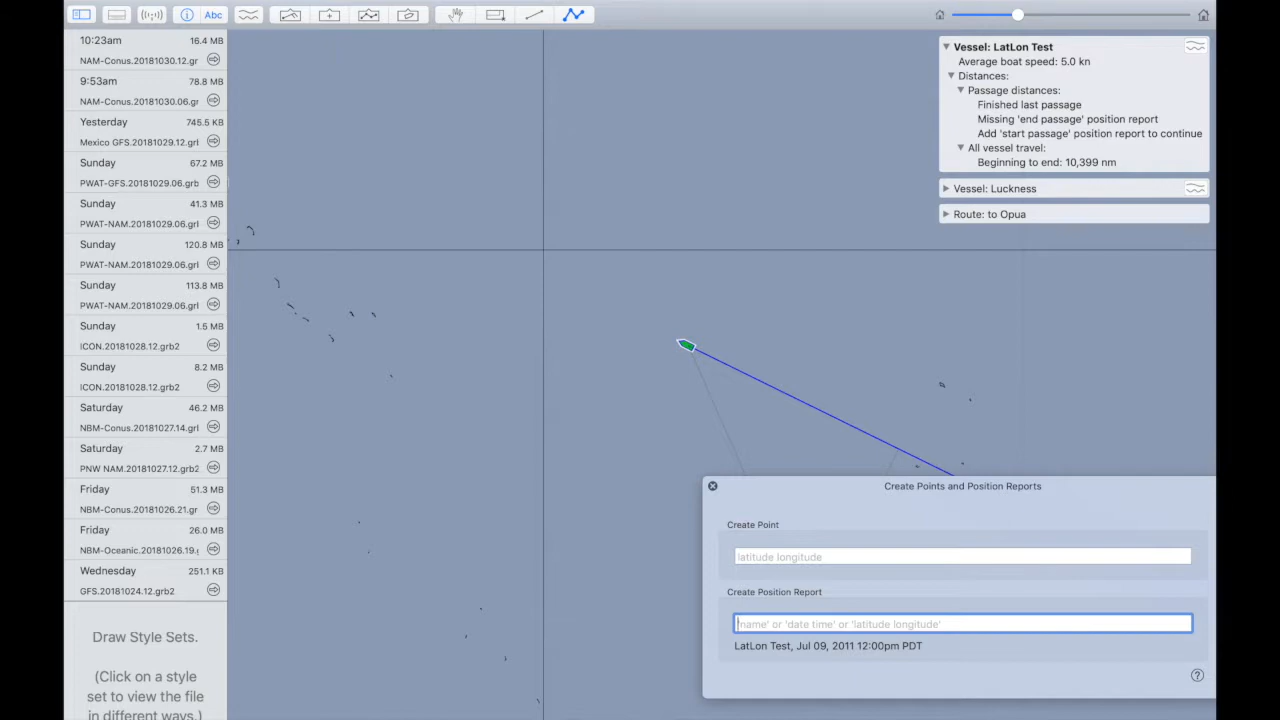 Abc
10:23am 16.4 MB
NAM-Conus.20181030.12.gr
9:53am 78.8 MB
NAM-Conus.20181030.06.gr
Yesterday 745.5 KB
Mexico GFS.20181029.12.grl
Sunday 67.2 MB
PWAT-GFS.20181029.06.grb
Sunday 41.3 MB
PWAT-NAM.20181029.06.grl
Sunday 120.8 MB
PWAT-NAM.20181029.06.grl
Sunday 113.8 MB
PWAT-NAM.20181029.06.grl
Sunday 1.5 MB
ICON.20181028.12.grb2
Sunday 8.2 MB
ICON.20181028.12.grb2
Saturday 46.2 MB
NBM-Conus.20181027.14.grl
Saturday 2.7 MB
PNW NAM.20181027.12.grb2
Friday 51.3 MB
NBM-Conus.20181026.21.gr
Friday 26.0 MB
NBM-Oceanic.20181026.19.g
Wednesday 251.1 KB
GFS.20181024.12.grb2
Draw Style Sets.
(Click on a style
set to view the file
in different ways.)
Vessel: LatLon Test
Average boat speed: 5.0 kn
Distances:
Passage distances:
Finished last passage
Missing 'end passage' position report
Add 'start passage' position report to continue
All vessel travel:
Beginning to end: 10,399 nm
Vessel: Luckness
Route: to Opua
Create Points and Position Reports
Create Point
latitude longitude
Create Position Report
'name' or 'date time' or 'latitude longitude'
LatLon Test, Jul 09, 2011 12:00pm PDT
?